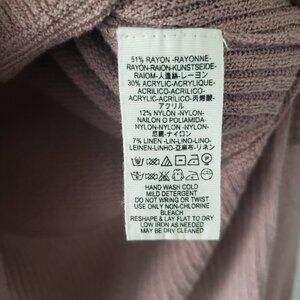 51% RAYON -RAYONNE-
RAYON-RAION-KUNSTSEIDE-
RAIOM-人造絲-レーヨン
30% ACRYLIC-ACRYLIQUE-
ACRYLIC-ACRILICO-ACRILICO-
ACRYLIC-ACRILICO-丙烯酸-
アクリル
12% NYLON -NYLON-
NAILON O POLIAMIDA-
NYLON-NYLON-NYLON-
尼龍-ナイロン
7% LINEN -LIN-LINO-LINO-
LEINEN-LINHO-亞麻布-リネン
HAND WASH COLD
MILD DETERGENT
DO NOT WRING OR TWIST
USE ONLY NON-CHLORINE
BLEACH
RESHAPE & LAY FLAT TO DRY
LOW IRON AS NEEDED
MAY BE DRY CLEANED